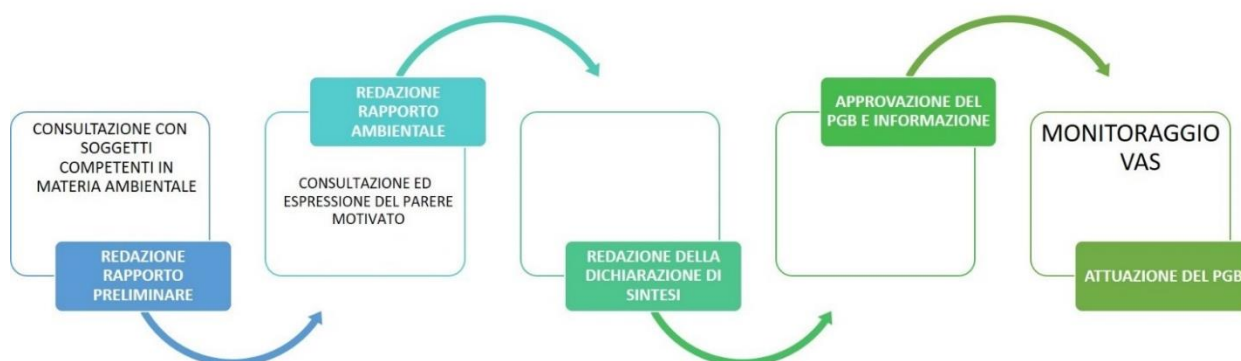 CONSULTAZIONE CON
SOGGETTI
COMPETENTI IN
MATERIA AMBIENTALE
REDAZIONE
RAPPORTO
PRELIMINARE
REDAZIONE
RAPPORTO
AMBIENTALE
CONSULTAZIONE ED
ESPRESSIONE DEL PARERE
MOTIVATO
REDAZIONE DELLA
DICHIARAZIONE DI
SINTESI
APPROVAZIONE DEL
PGB E INFORMAZIONE
MONITORAGGIO
VAS
ATTUAZIONE DEL PGB